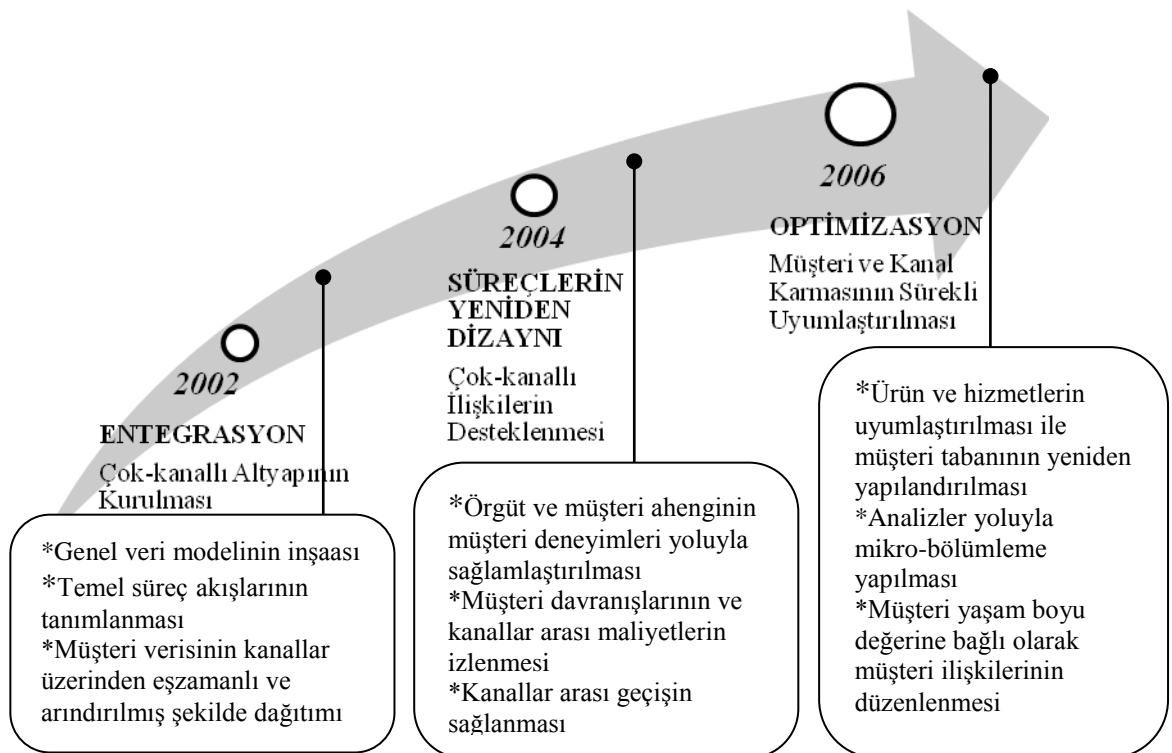 2002
ENTEGRASYON
Çok-kanallı Altyapının
Kurulması
*Genel veri modelinin inşaası
*Temel süreç akışlarının
tanımlanması
*Müşteri verisinin kanallar
üzerinden eşzamanlı ve
arındırılmış şekilde dağıtımı
2004
SÜREÇLERİN
YENİDEN
DİZAYNI
Çok-kanallı
İlişkilerin
Desteklenmesi
*Örgüt ve müşteri ahenginin
müşteri deneyimleri yoluyla
sağlamlaştırılması
*Müşteri davranışlarının ve
kanallar arası maliyetlerin
izlenmesi
*Kanallar arası geçişin
sağlanması
2006
OPTİMİZASYON
Müşteri ve Kanal
Karmasının Sürekli
Uyumlaştırılması
*Ürün ve hizmetlerin
uyumlaştırılması ile
müşteri tabanının yeniden
yapılandırılması
*Analizler yoluyla
mikro-bölümleme
yapılması
*Müşteri yaşam boyu
değerine bağlı olarak
müşteri ilişkilerinin
düzenlenmesi